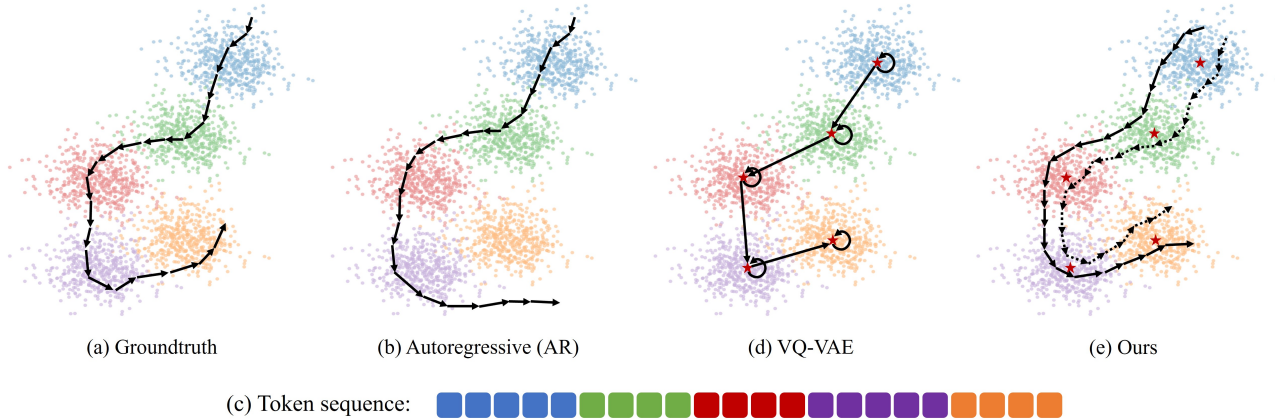 (a) Groundtruth
(b) Autoregressive (AR)
(d) VQ-VAE
(e) Ours
(c) Token sequence: